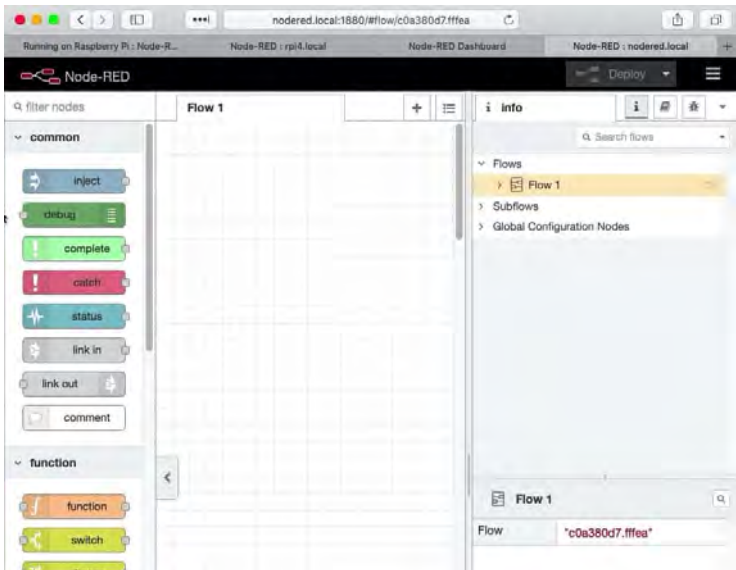 nodered.local:1880/#flow/c0a380d7.fffea
Running on Raspberry Pi : Node-R...
Node-RED : rpi4.local
Node-RED Dashboard
Node-RED : nodered.local
+
Node-RED
Deploy
filter nodes
common
inject
debug
complete
catch
status
link in
link out
comment
function
function
switch
Flow 1
+
i info
i
Search flows
Flows
Flow 1
Subflows
Global Configuration Nodes
Flow 1
Flow "c0a380d7.fffea"